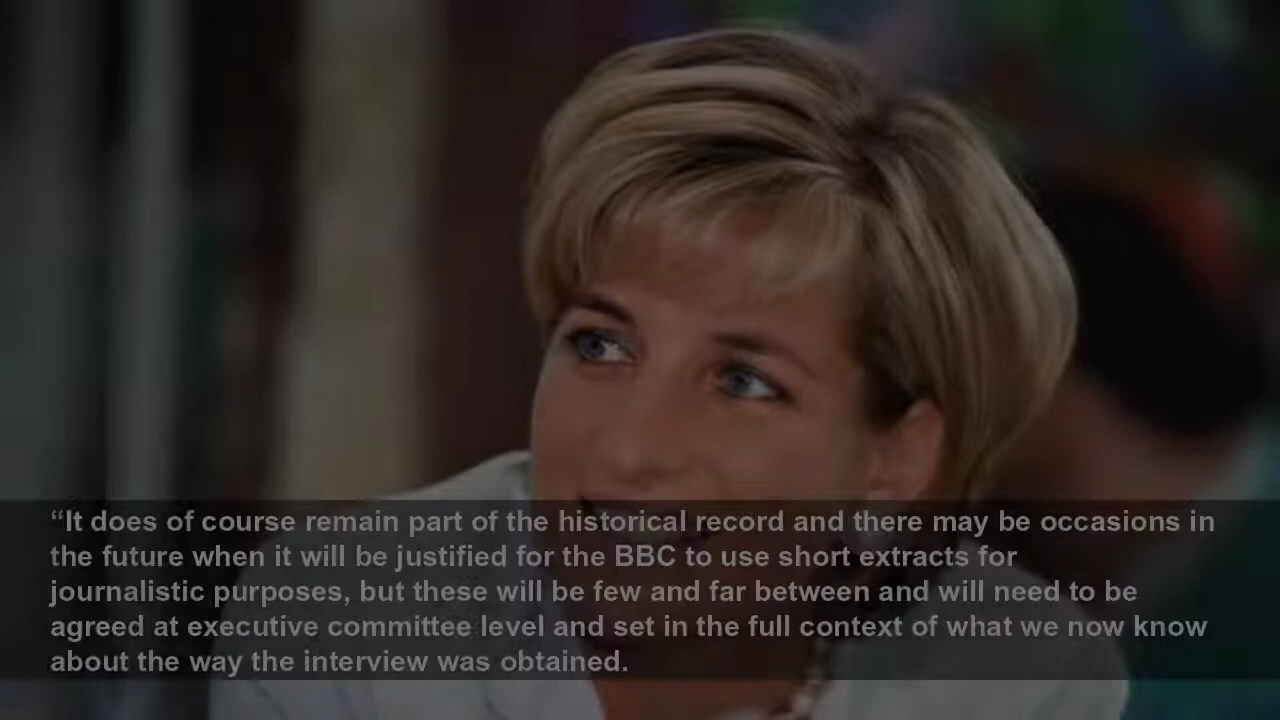 “It does of course remain part of the historical record and there may be occasions in
the future when it will be justified for the BBC to use short extracts for
journalistic purposes, but these will be few and far between and will need to be
agreed at executive committee level and set in the full context of what we now know
about the way the interview was obtained.